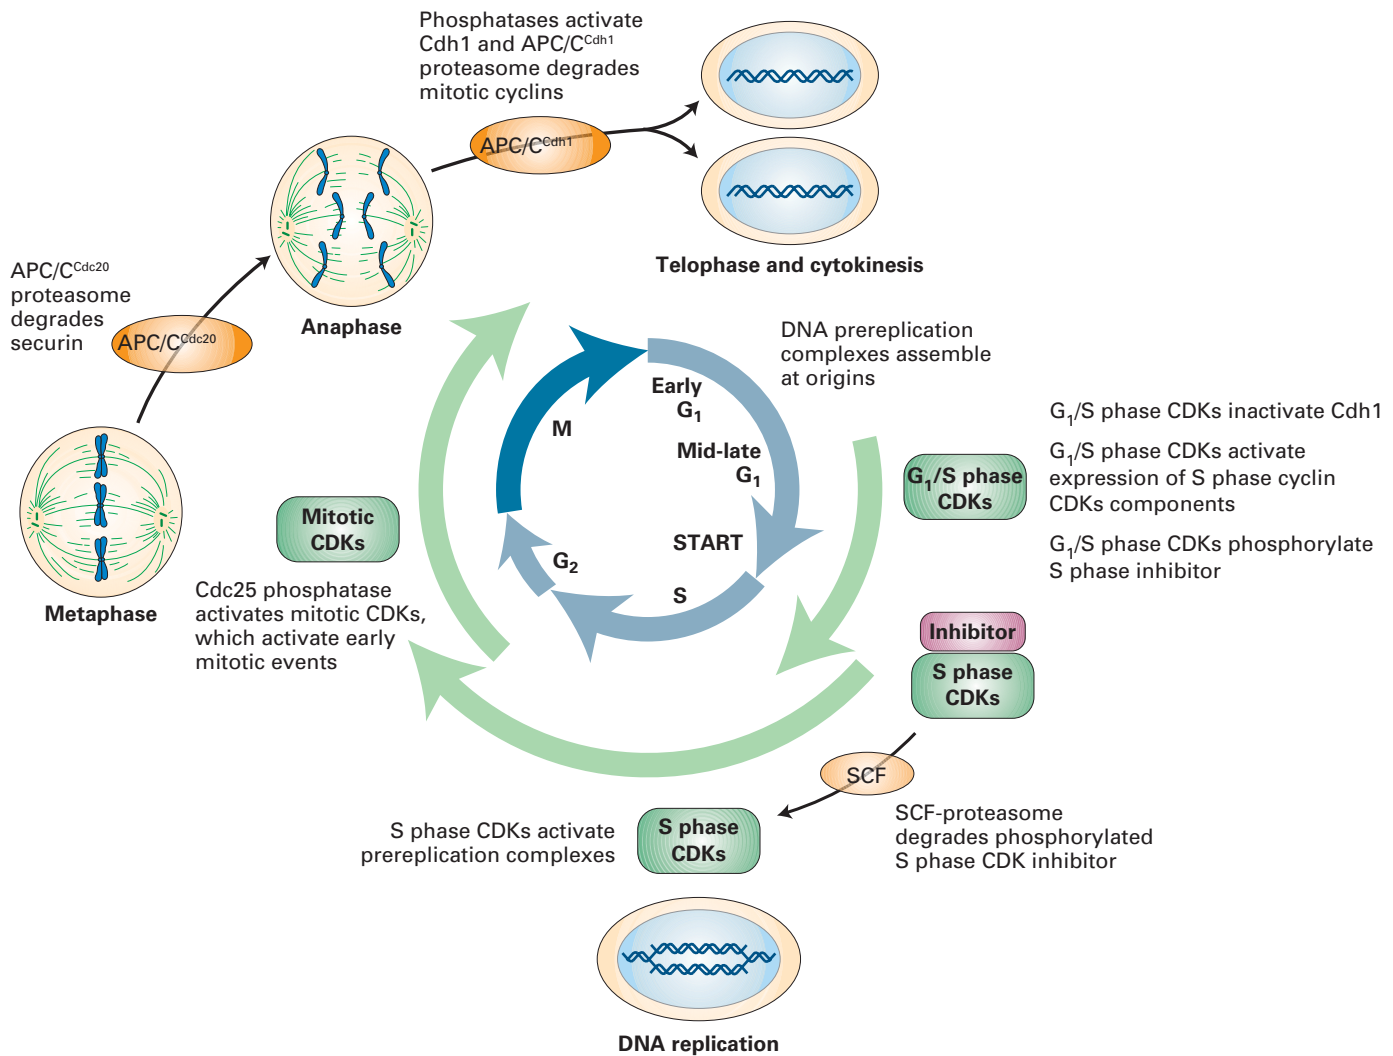 Phosphatases activate
Cdh1 and APC/C^Cdh1
proteasome degrades
mitotic cyclins
APC/C^Cdh1
Telophase and cytokinesis
APC/C^Cdc20
proteasome
degrades
securin
APC/C^Cdc20
Anaphase
Metaphase
DNA prereplication
complexes assemble
at origins
Early
G₁
Mid-late
G₁
START
S
G₂
M
G₁/S phase
CDKs
G₁/S phase CDKs inactivate Cdh1
G₁/S phase CDKs activate
expression of S phase cyclin
CDKs components
G₁/S phase CDKs phosphorylate
S phase inhibitor
Mitotic
CDKs
Cdc25 phosphatase
activates mitotic CDKs,
which activate early
mitotic events
Inhibitor
S phase
CDKs
SCF
SCF-proteasome
degrades phosphorylated
S phase CDK inhibitor
S phase CDKs activate
prereplication complexes
S phase
CDKs
DNA replication